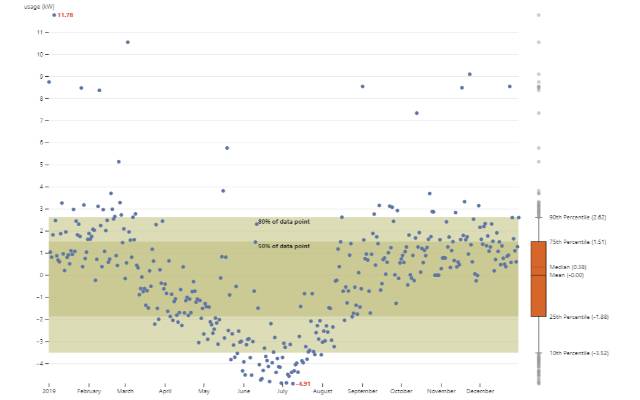 usage (kW)
11.78
11
10
9
8
7
6
5
4
3
2
1
0
−1
−2
−3
−4
80% of data point
50% of data point
−4.91
2019
February
March
April
May
June
July
August
September
October
November
December
90th Percentile (2.62)
75th Percentile (1.51)
Median (0.38)
Mean (−0.00)
25th Percentile (−1.88)
10th Percentile (−3.52)